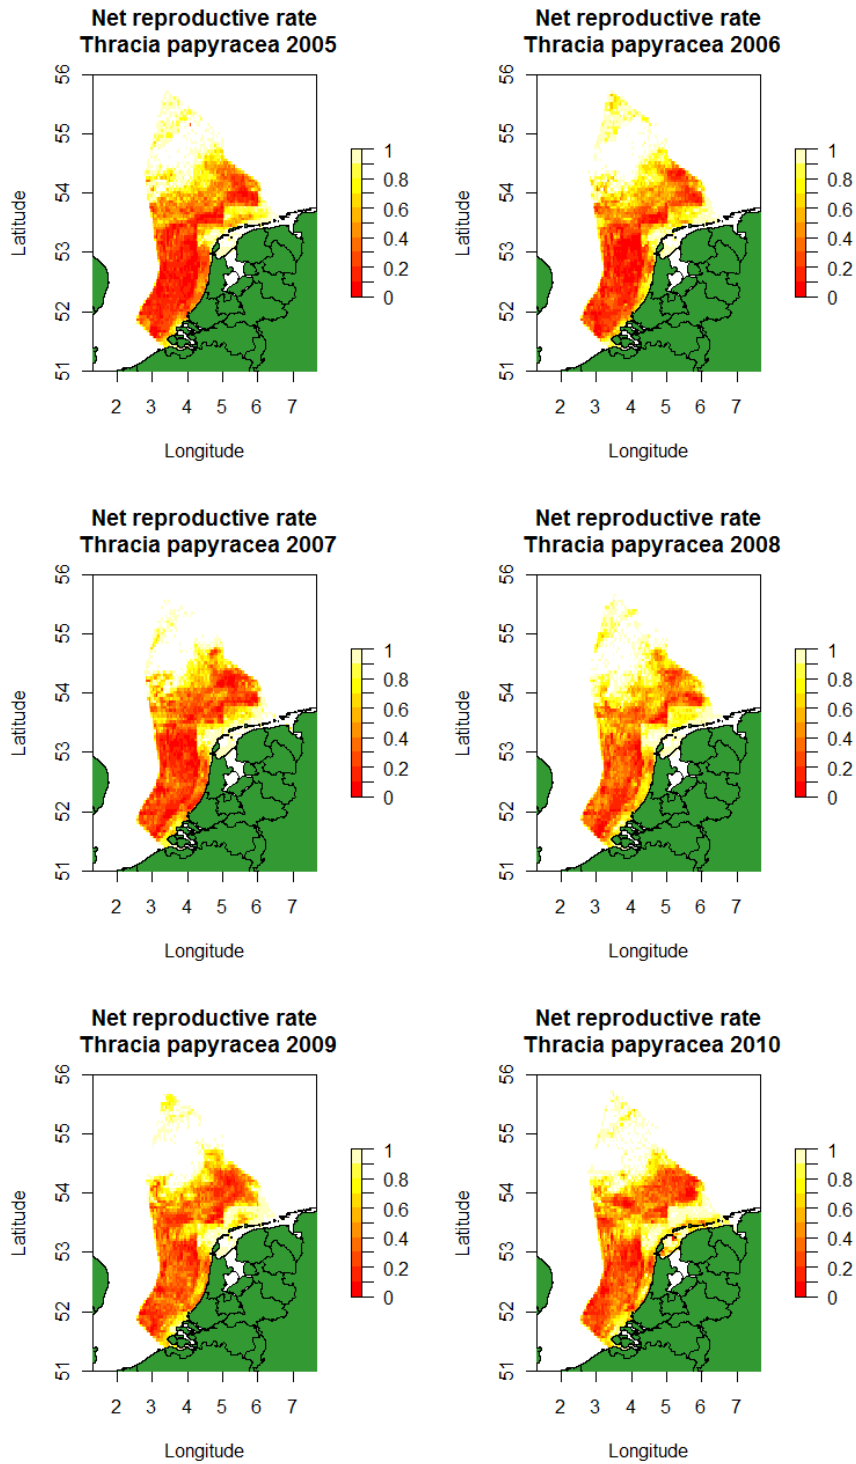 Net reproductive rate
Thracia papyracea 2005
Net reproductive rate
Thracia papyracea 2006
56
55
54
53
52
51
Latitude
2 3 4 5 6 7
Longitude
1
0.8
0.6
0.4
0.2
0
56
55
54
53
52
51
Latitude
2 3 4 5 6 7
Longitude
1
0.8
0.6
0.4
0.2
0
Net reproductive rate
Thracia papyracea 2007
Net reproductive rate
Thracia papyracea 2008
56
55
54
53
52
51
Latitude
2 3 4 5 6 7
Longitude
1
0.8
0.6
0.4
0.2
0
56
55
54
53
52
51
Latitude
2 3 4 5 6 7
Longitude
1
0.8
0.6
0.4
0.2
0
Net reproductive rate
Thracia papyracea 2009
Net reproductive rate
Thracia papyracea 2010
56
55
54
53
52
51
Latitude
2 3 4 5 6 7
Longitude
1
0.8
0.6
0.4
0.2
0
56
55
54
53
52
51
Latitude
2 3 4 5 6 7
Longitude
1
0.8
0.6
0.4
0.2
0